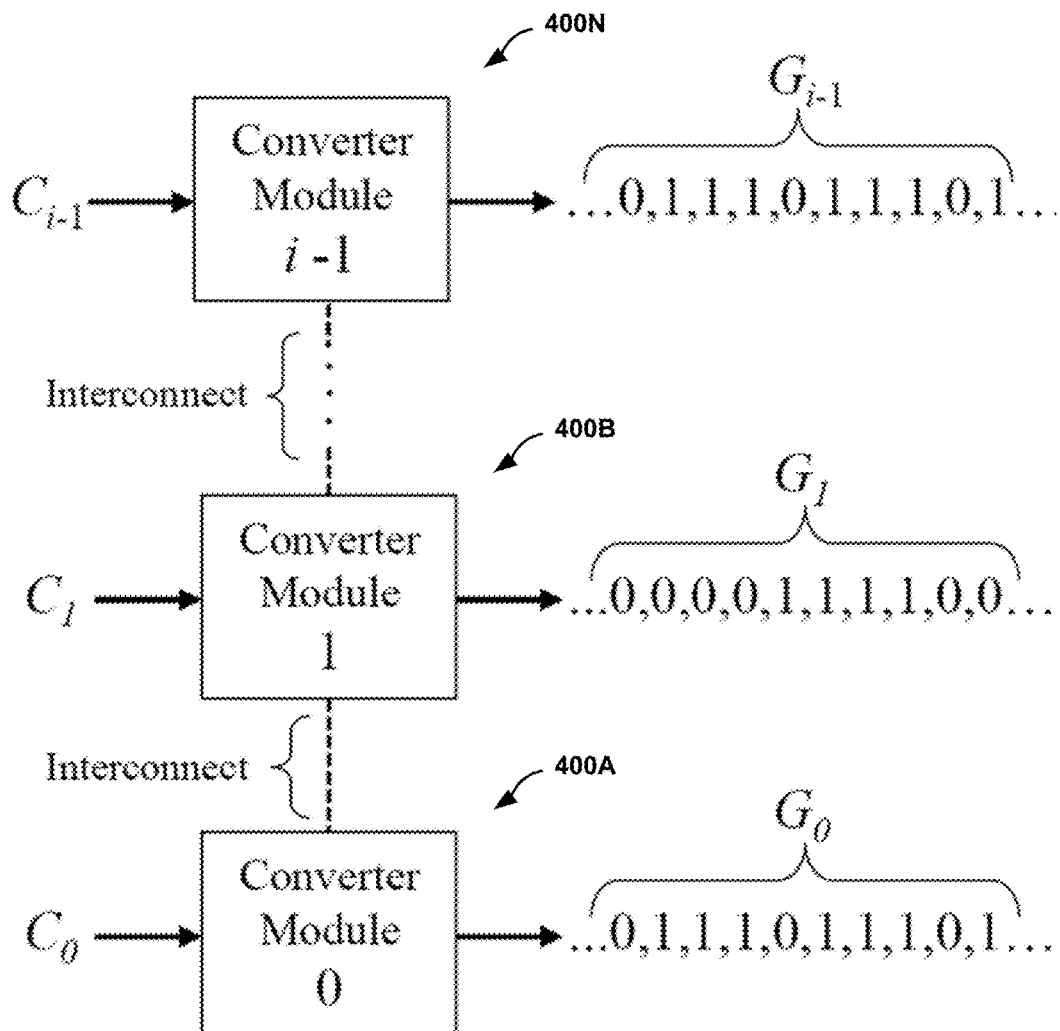 400N
G_{i-1}
Converter
Module
i-1
C_{i-1}
...0,1,1,1,0,1,1,1,0,1...
Interconnect
400B
G_1
Converter
Module
1
C_1
...0,0,0,0,1,1,1,1,0,0...
Interconnect
400A
G_0
Converter
Module
0
C_0
...0,1,1,1,0,1,1,1,0,1...